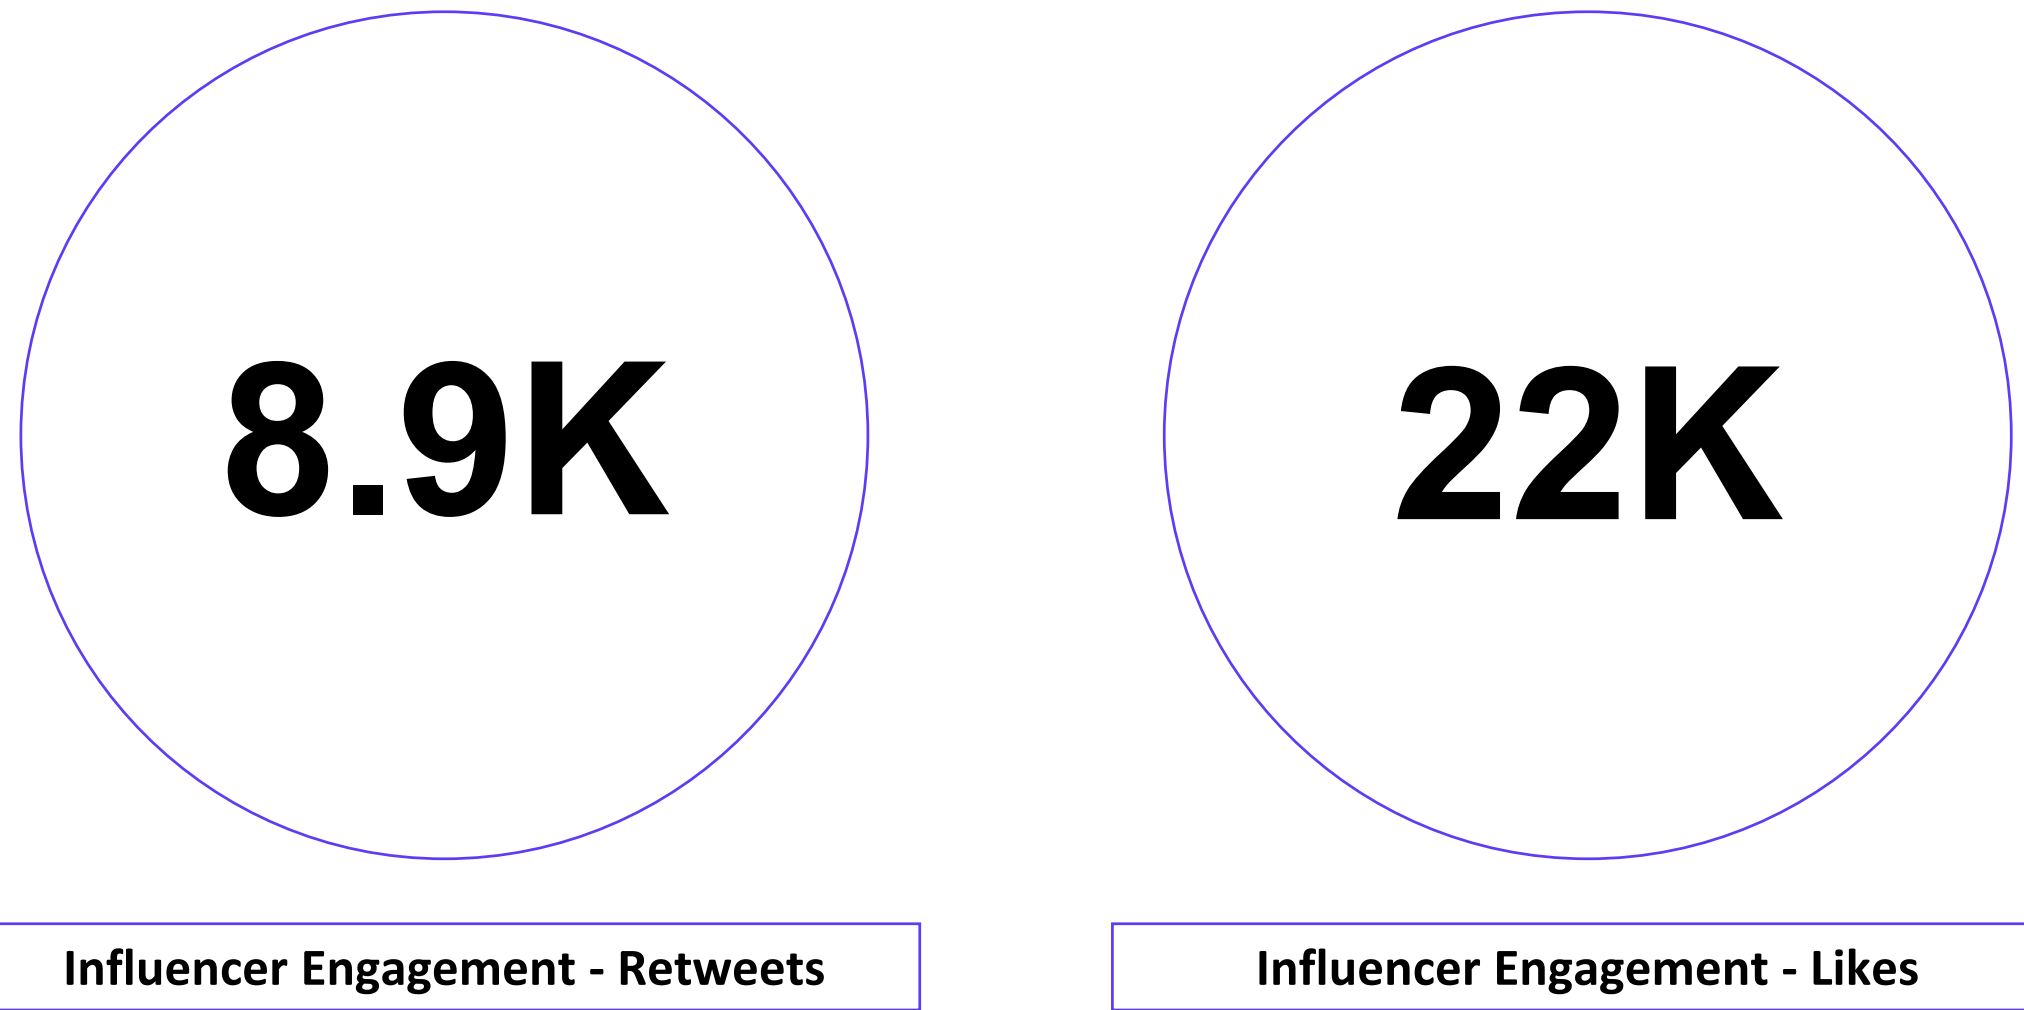 8.9K
22K
Influencer Engagement - Retweets
Influencer Engagement - Likes